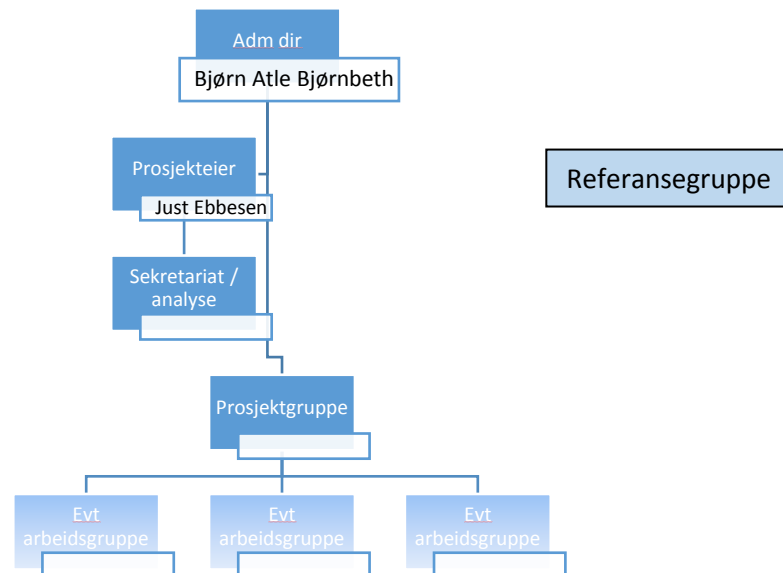 Adm dir
Bjørn Atle Bjørnbeth
Prosjekteier
Just Ebbesen
Referansegruppe
Sekretariat /
analyse
Prosjektgruppe
Evt
arbeidsgruppe
Evt
arbeidsgruppe
Evt
arbeidsgruppe